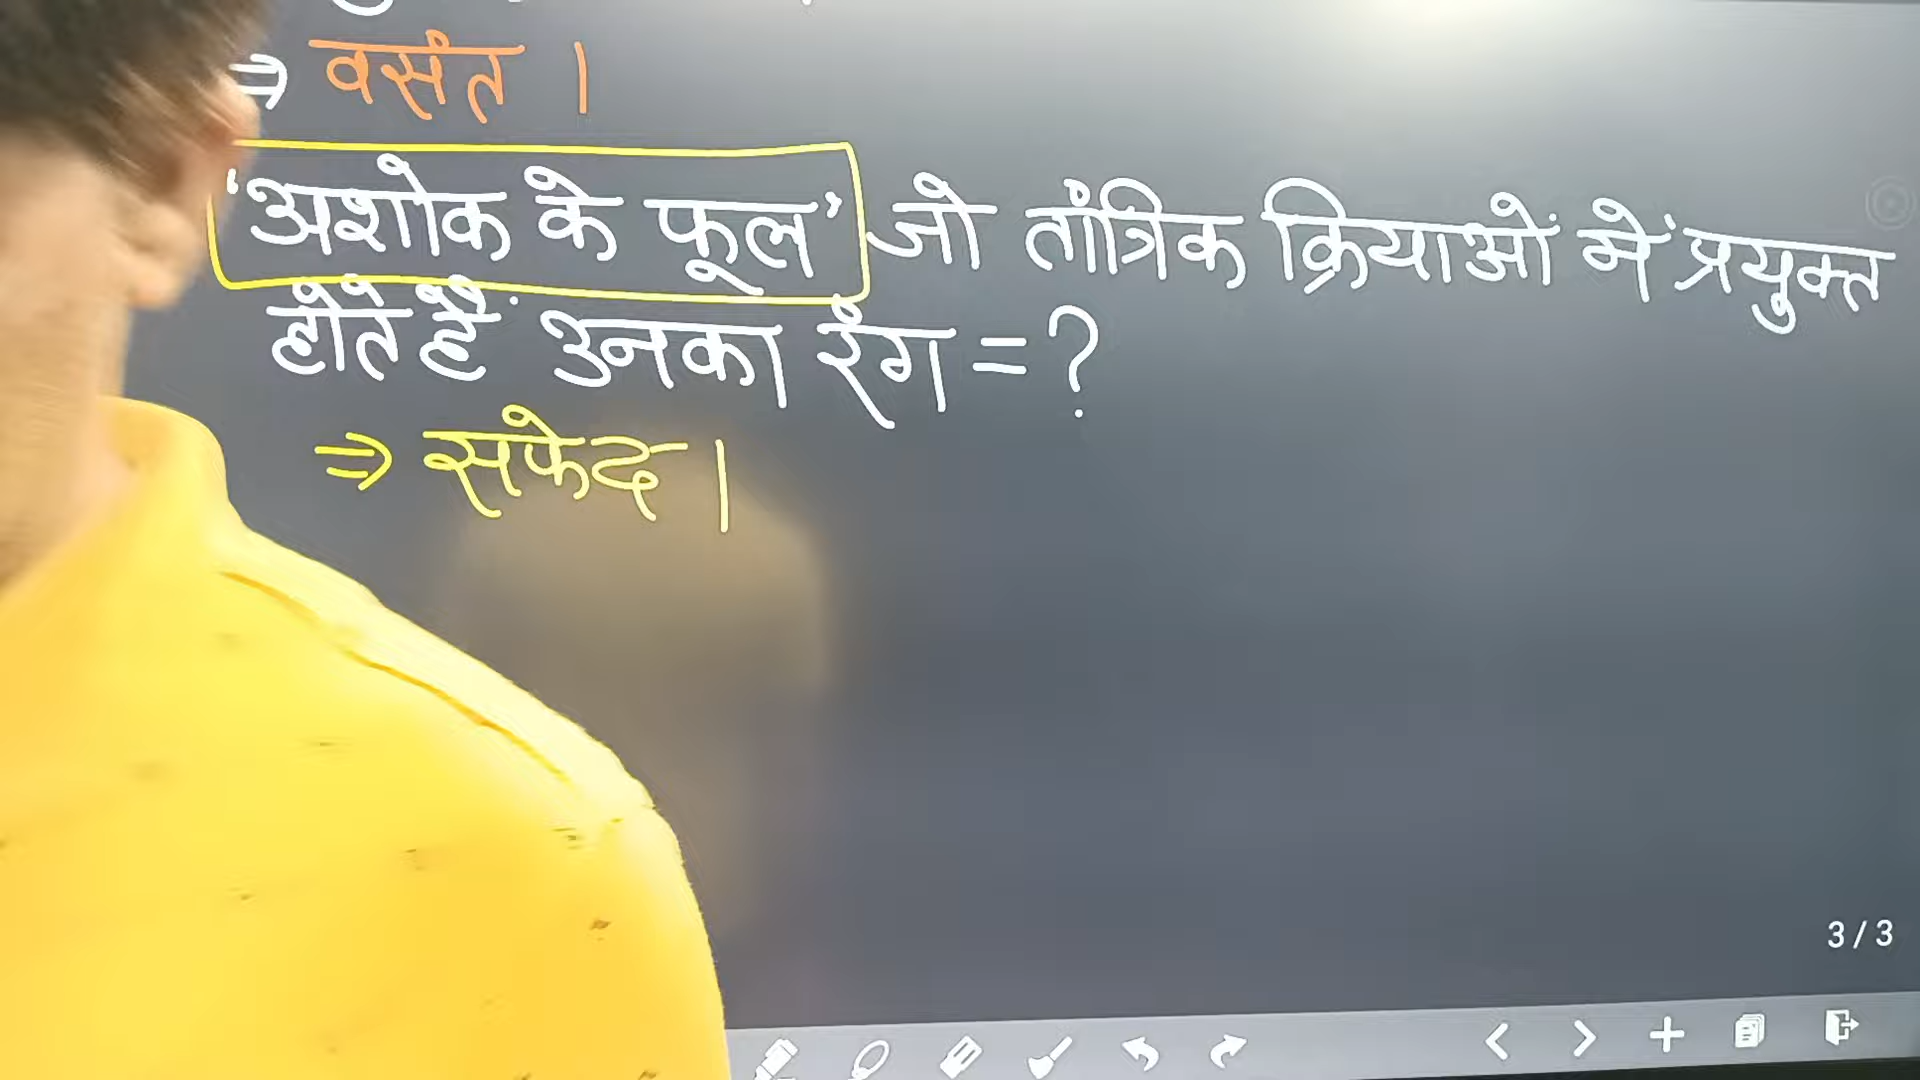 ⇒ वसंत ।
'अशोक के फूल' जो तांत्रिक क्रियाओं में प्रयुक्त
होते हैं उनका रंग = ?
⇒ सफेद ।
3 / 3